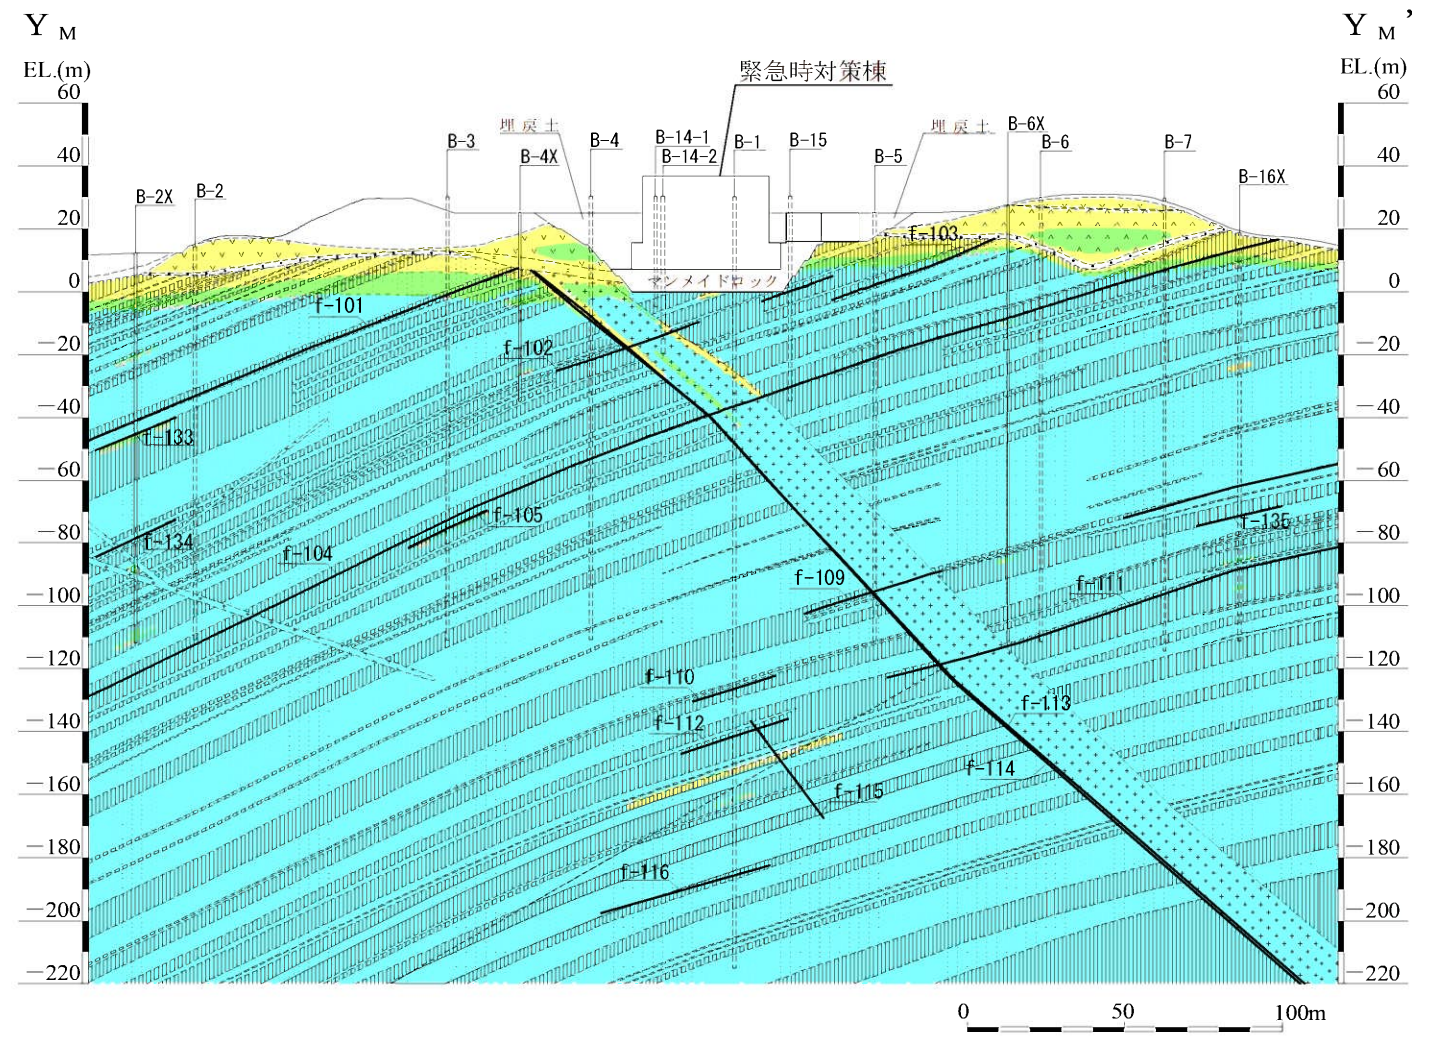 Y M
Y M ’
EL.(m)
EL.(m)
緊急時対策棟
60
60
埋戻土
埋戻土
B-6X
B-3
B-4
B-14-1
B-1
B-15
B-6
B-7
40
B-4X
B-14-2
B-5
40
B-2X
B-2
B-16X
20
20
f-103
0
マンメイドロック
0
f-101
−20
f-102
−20
−40
−40
f-133
−60
−60
f-105
f-135
−80
f-134
f-104
−80
f-109
f-111
−100
−100
−120
−120
f-110
f-113
−140
f-112
−140
f-114
−160
f-115
−160
−180
−180
f-116
−200
−200
−220
−220
0 50 100m